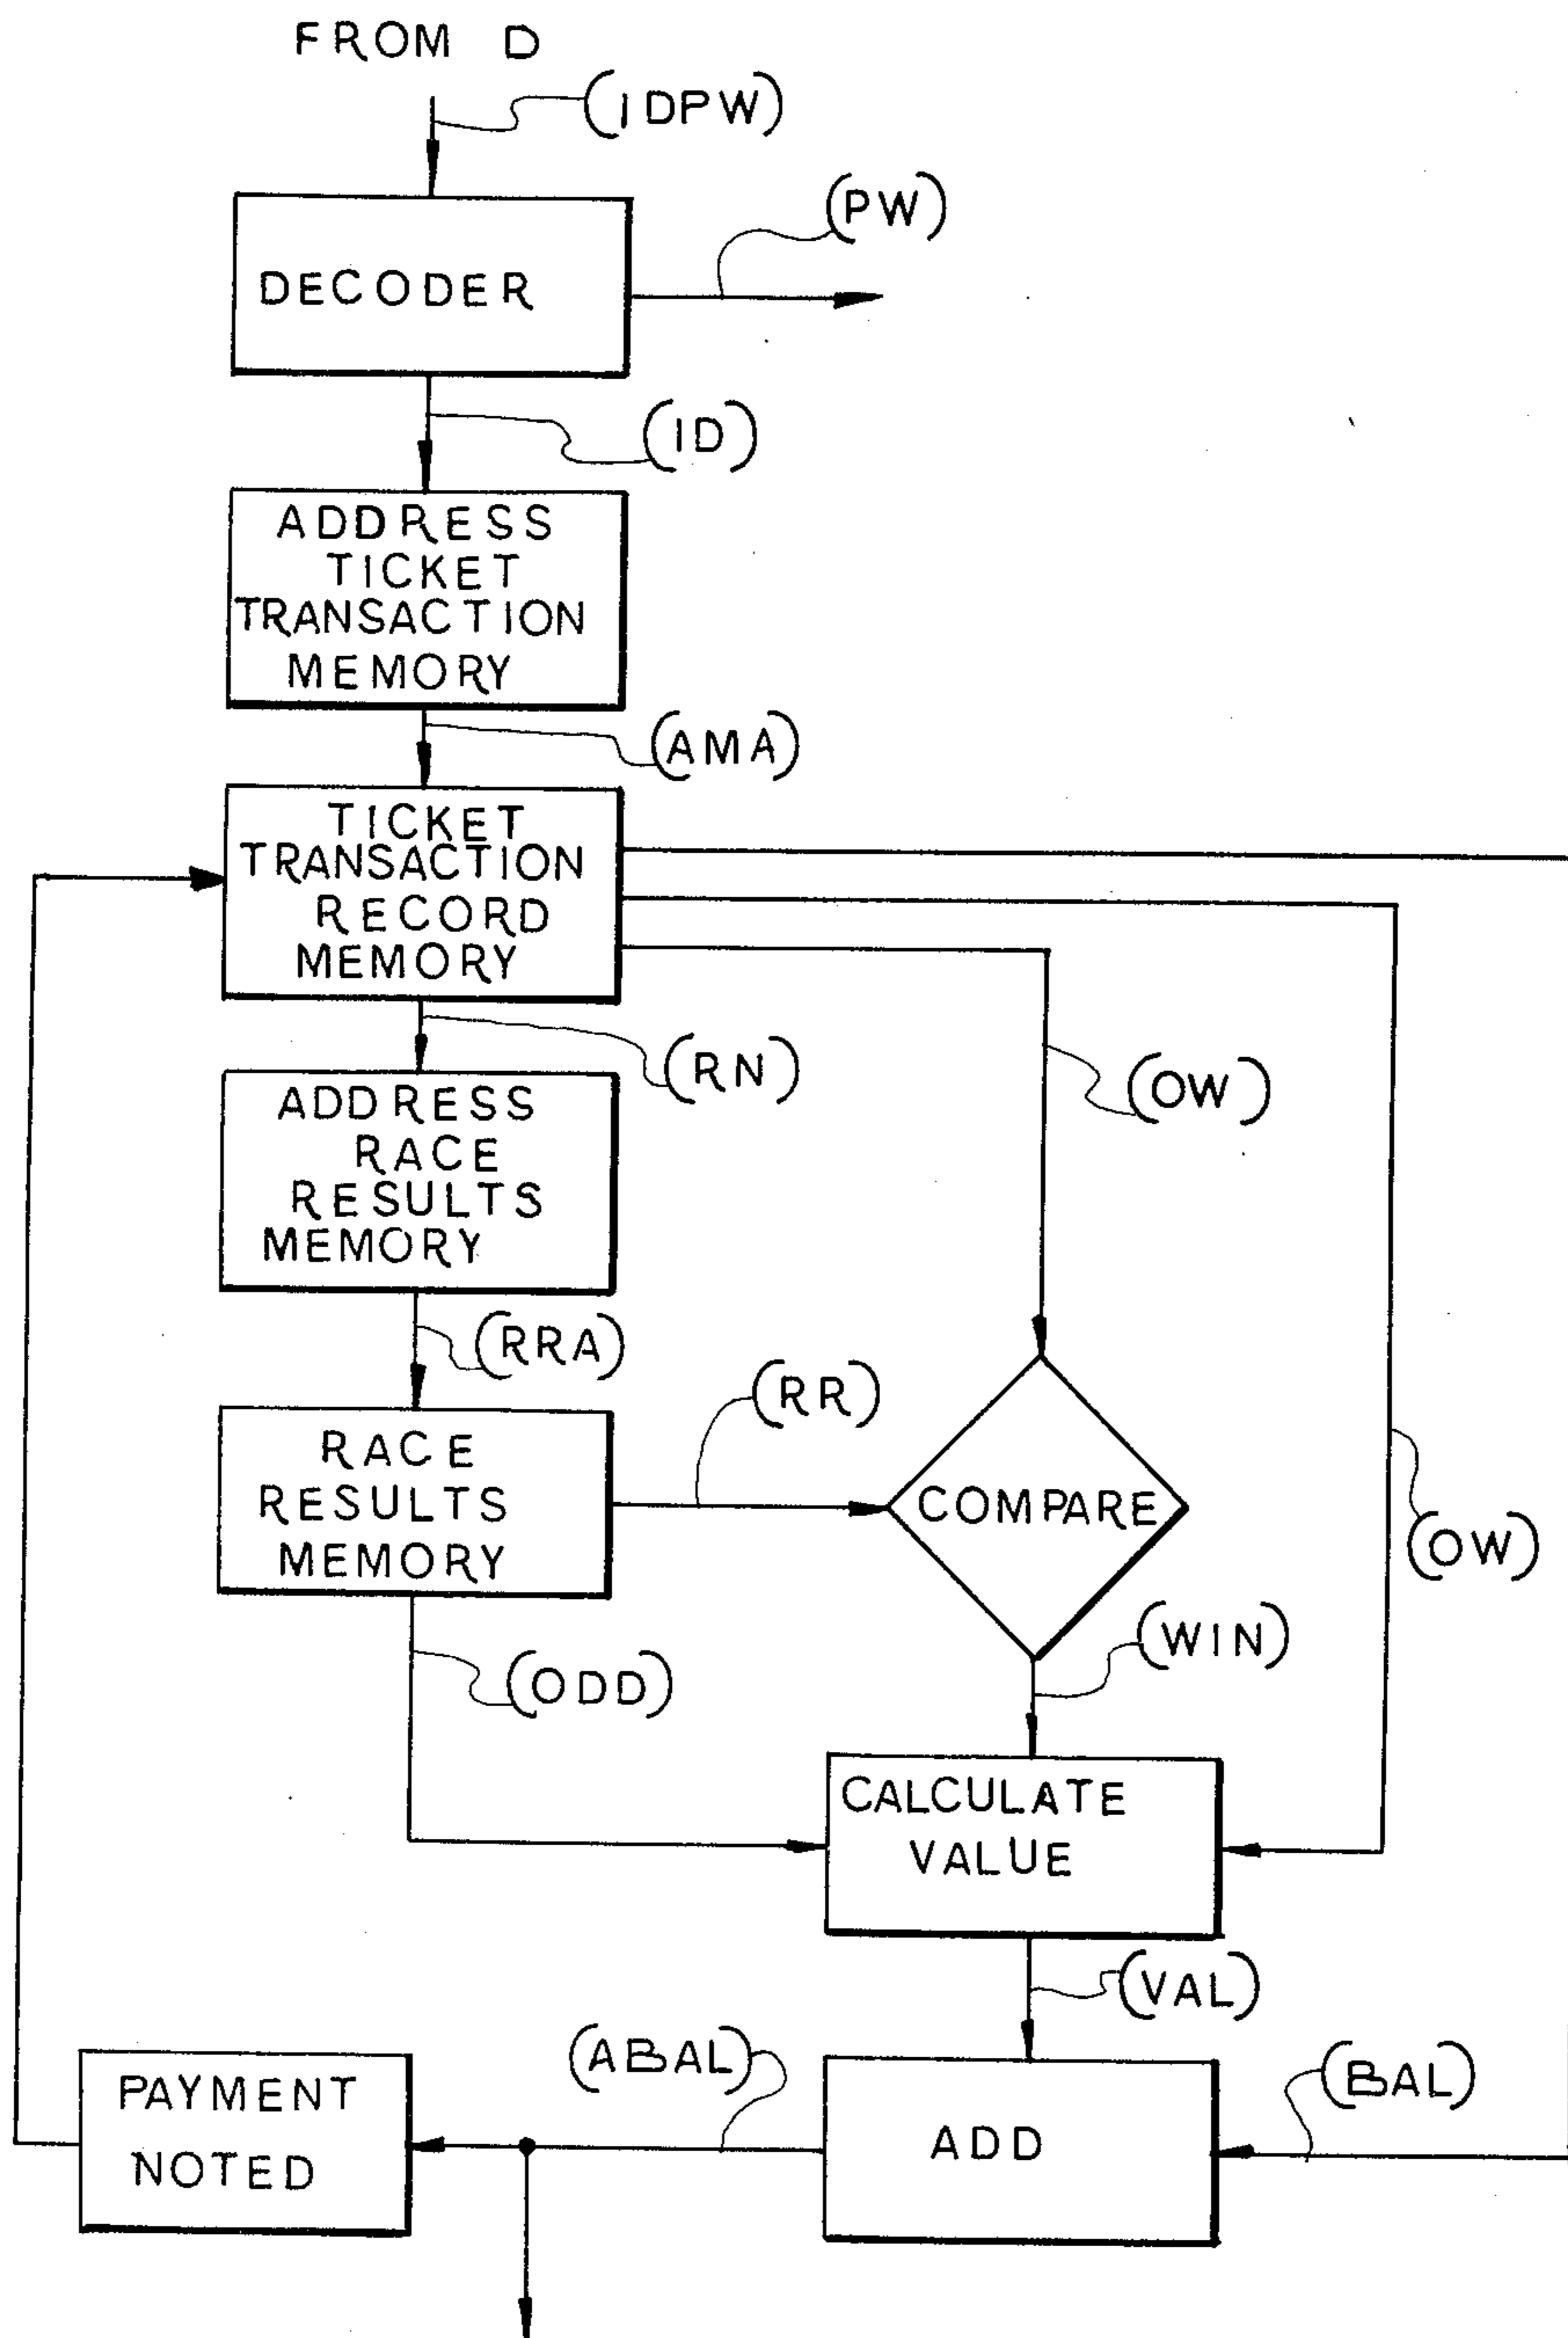 FROM D
(IDPW)
(PW)
DECODER
(ID)
ADDRESS
TICKET
TRANSACTION
MEMORY
(AMA)
TICKET
TRANSACTION
RECORD
MEMORY
(RN)
(OW)
ADDRESS
RACE
RESULTS
MEMORY
(RRA)
(RR)
RACE
RESULTS
MEMORY
COMPARE
(OW)
(WIN)
(ODD)
CALCULATE
VALUE
(VAL)
(ABAL)
(BAL)
PAYMENT
NOTED
ADD